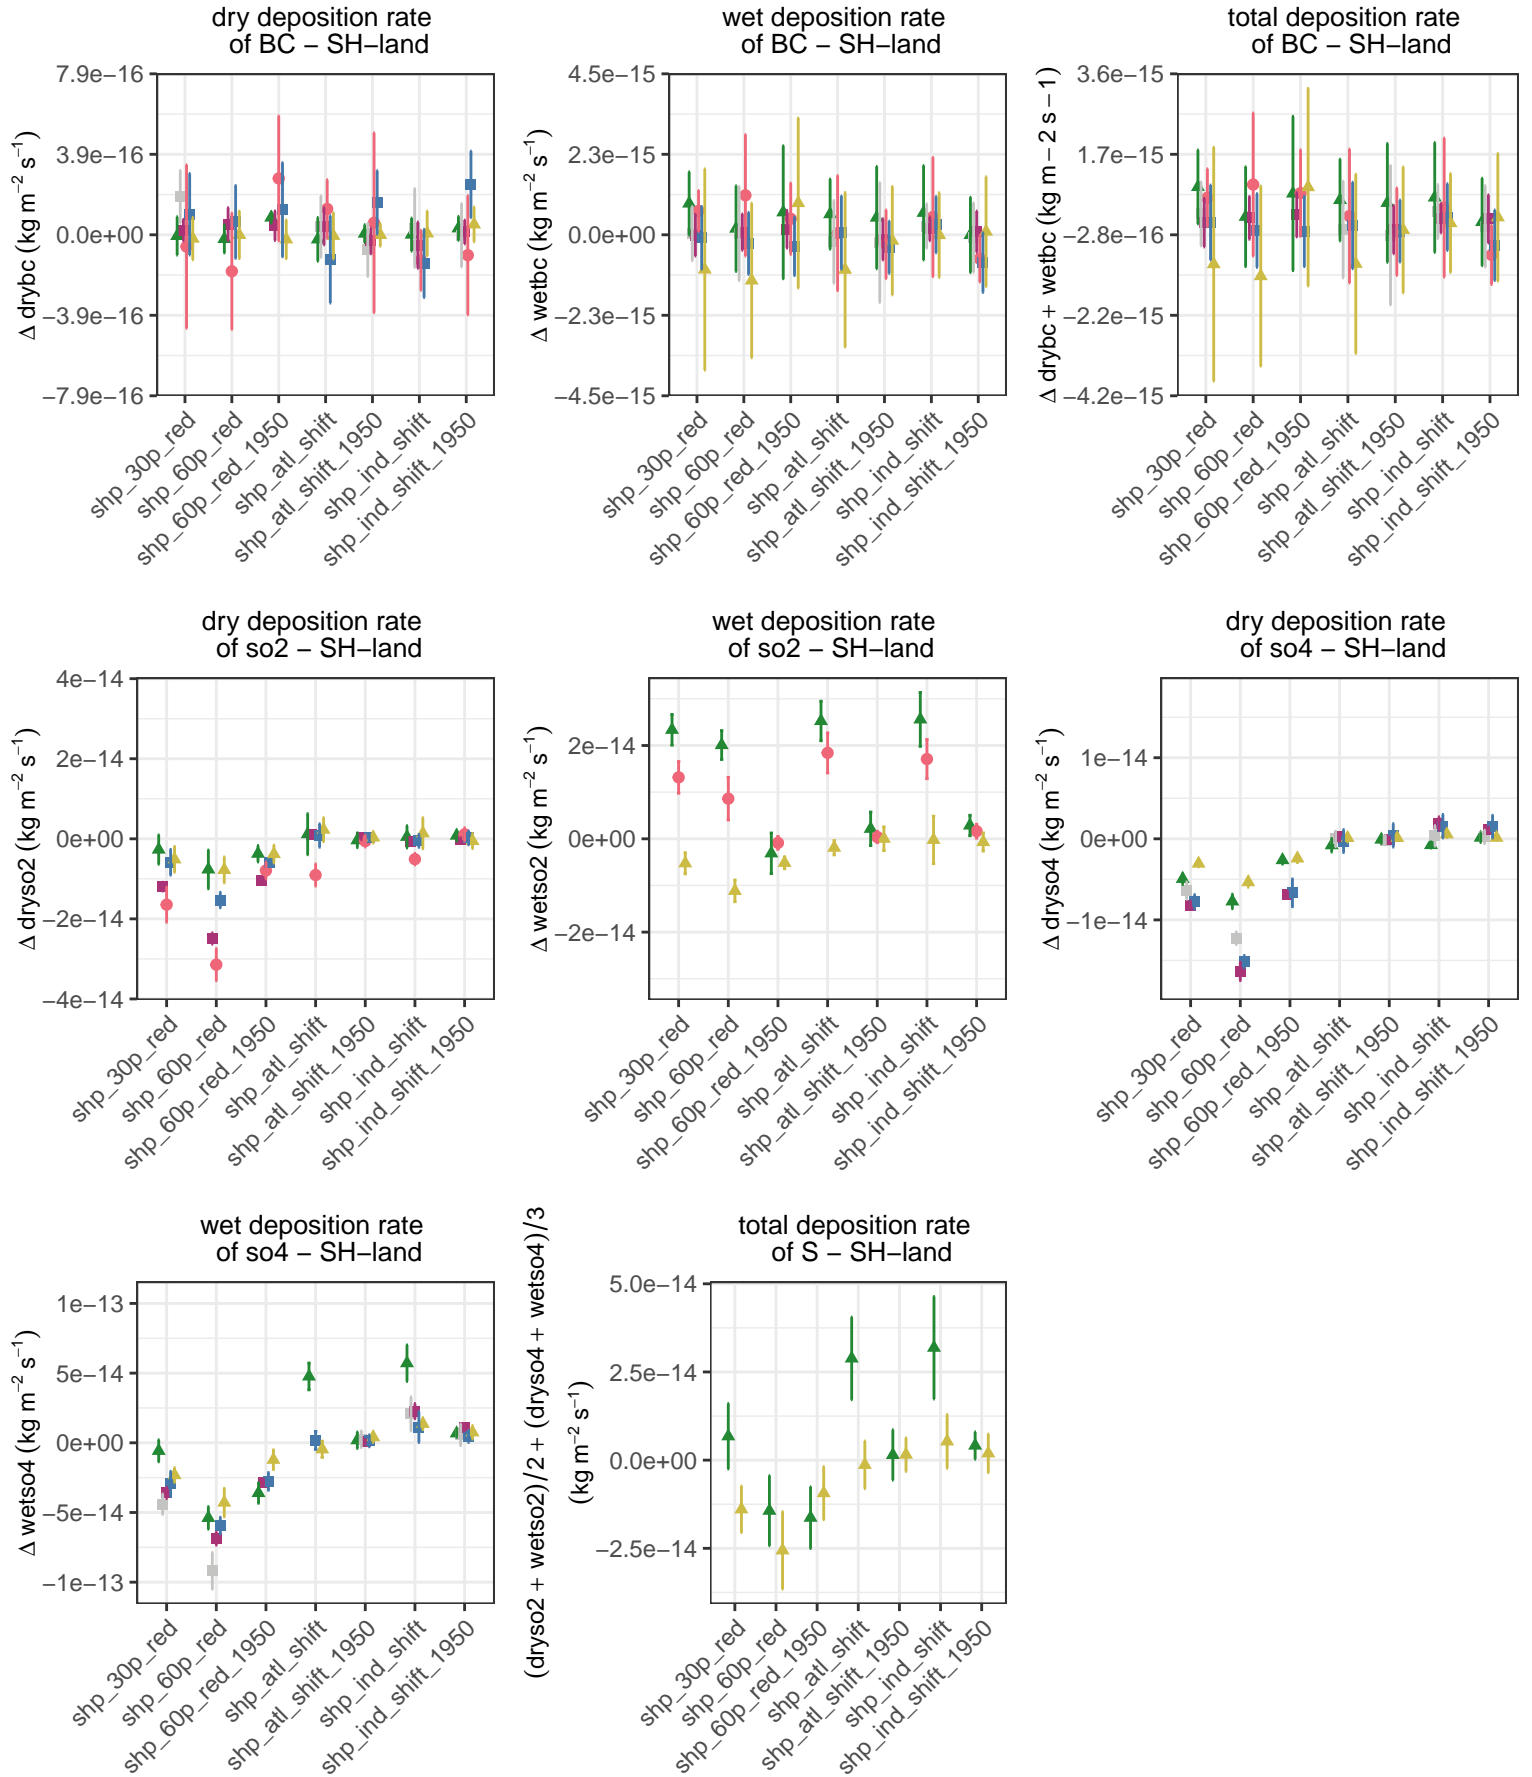 dry deposition rate
of BC − SH−land
Δ drybc (kg m⁻² s⁻¹)
7.9e−16
3.9e−16
0.0e+00
−3.9e−16
−7.9e−16
shp_30p_red
shp_60p_red
shp_60p_red_1950
shp_atl_shift
shp_atl_shift_1950
shp_ind_shift
shp_ind_shift_1950
wet deposition rate
of BC − SH−land
Δ wetbc (kg m⁻² s⁻¹)
4.5e−15
2.3e−15
0.0e+00
−2.3e−15
−4.5e−15
shp_30p_red
shp_60p_red
shp_60p_red_1950
shp_atl_shift
shp_atl_shift_1950
shp_ind_shift
shp_ind_shift_1950
total deposition rate
of BC − SH−land
Δ drybc + wetbc (kg m − 2 s − 1)
3.6e−15
1.7e−15
−2.8e−16
−2.2e−15
−4.2e−15
shp_30p_red
shp_60p_red
shp_60p_red_1950
shp_atl_shift
shp_atl_shift_1950
shp_ind_shift
shp_ind_shift_1950
dry deposition rate
of so2 − SH−land
Δ dryso2 (kg m⁻² s⁻¹)
4e−14
2e−14
0e+00
−2e−14
−4e−14
shp_30p_red
shp_60p_red
shp_60p_red_1950
shp_atl_shift
shp_atl_shift_1950
shp_ind_shift
shp_ind_shift_1950
wet deposition rate
of so2 − SH−land
Δ wetso2 (kg m⁻² s⁻¹)
2e−14
0e+00
−2e−14
shp_30p_red
shp_60p_red
shp_60p_red_1950
shp_atl_shift
shp_atl_shift_1950
shp_ind_shift
shp_ind_shift_1950
dry deposition rate
of so4 − SH−land
Δ dryso4 (kg m⁻² s⁻¹)
1e−14
0e+00
−1e−14
shp_30p_red
shp_60p_red
shp_60p_red_1950
shp_atl_shift
shp_atl_shift_1950
shp_ind_shift
shp_ind_shift_1950
wet deposition rate
of so4 − SH−land
Δ wetso4 (kg m⁻² s⁻¹)
1e−13
5e−14
0e+00
−5e−14
−1e−13
shp_30p_red
shp_60p_red
shp_60p_red_1950
shp_atl_shift
shp_atl_shift_1950
shp_ind_shift
shp_ind_shift_1950
total deposition rate
of S − SH−land
(dryso2 + wetso2)/2 + (dryso4 + wetso4)/3
(kg m⁻² s⁻¹)
5.0e−14
2.5e−14
0.0e+00
−2.5e−14
shp_30p_red
shp_60p_red
shp_60p_red_1950
shp_atl_shift
shp_atl_shift_1950
shp_ind_shift
shp_ind_shift_1950